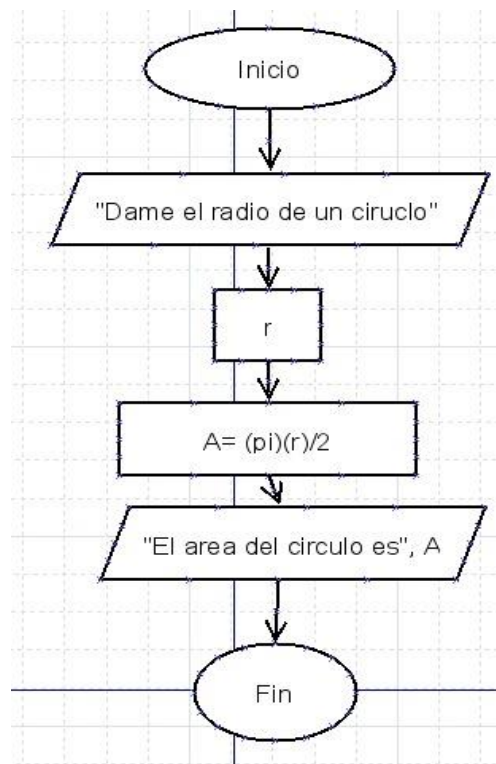 Inicio
"Dame el radio de un ciruclo"
r
A= (pi)(r)/2
"El area del circulo es", A
Fin